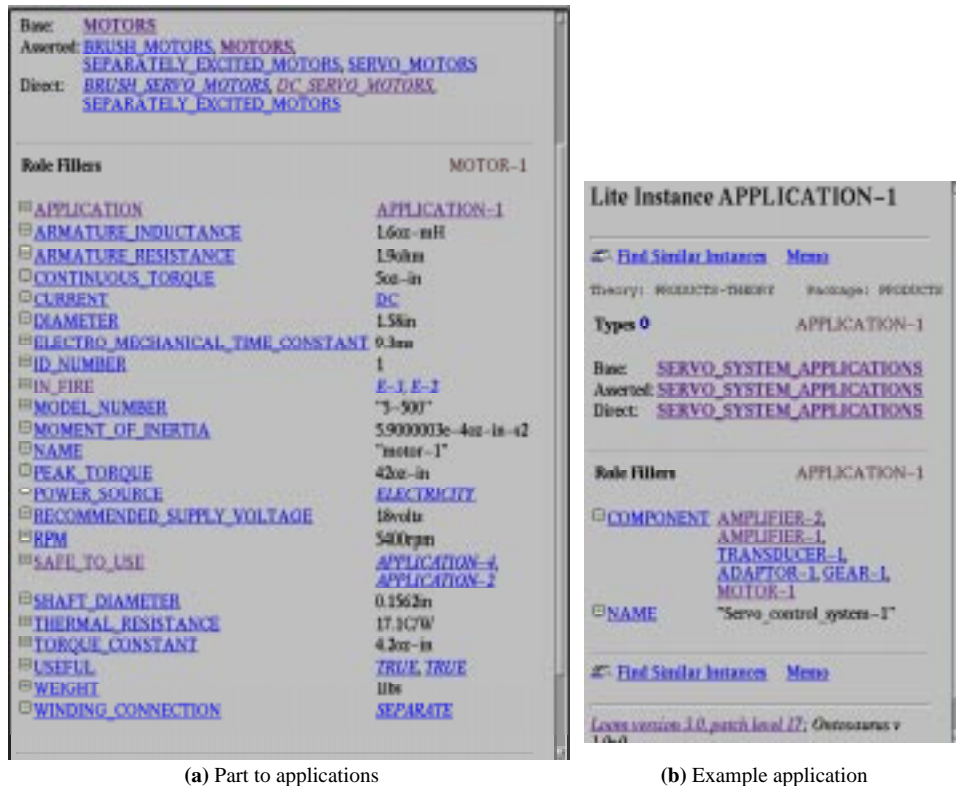 Base: MOTORS
Asserted: BRUSH_MOTORS, MOTORS,
SEPARATELY_EXCITED_MOTORS, SERVO_MOTORS
Direct: BRUSH_SERVO_MOTORS, DC_SERVO_MOTORS,
SEPARATELY_EXCITED_MOTORS
Role Fillers MOTOR-1
APPLICATION APPLICATION-1
ARMATURE_INDUCTANCE 1.6oz-mH
ARMATURE_RESISTANCE 1.9ohm
CONTINUOUS_TORQUE 5oz-in
CURRENT DC
DIAMETER 1.58in
ELECTRO_MECHANICAL_TIME_CONSTANT 9.3ms
ID_NUMBER 1
IN_FIRE E-3, E-2
MODEL_NUMBER "5-500"
MOMENT_OF_INERTIA 5.9000003e-4oz-in-s2
NAME "motor-1"
PEAK_TORQUE 42oz-in
POWER_SOURCE ELECTRICITY
RECOMMENDED_SUPPLY_VOLTAGE 18volts
RPM 5400rpm
SAFE_TO_USE APPLICATION-4,
APPLICATION-2
SHAFT_DIAMETER 0.1562in
THERMAL_RESISTANCE 17.1C/W
TORQUE_CONSTANT 4.2oz-in
USEFUL TRUE, TRUE
WEIGHT
WINDING_CONNECTION SEPARATE
(a) Part to applications
Lite Instance APPLICATION-1
Find Similar Instances Memo
Theory: PRODUCTS-THEORY Package: PRODUCTS
Types 0 APPLICATION-1
Base: SERVO_SYSTEM_APPLICATIONS
Asserted: SERVO_SYSTEM_APPLICATIONS
Direct: SERVO_SYSTEM_APPLICATIONS
Role Fillers APPLICATION-1
COMPONENT AMPLIFIER-2,
AMPLIFIER-1,
TRANSDUCER-1,
ADAPTOR-1, GEAR-1,
MOTOR-1
NAME "Servo_control_system-1"
Find Similar Instances Memo
Loom version 3.0, patch level 17; Ontosaurus v
(b) Example application